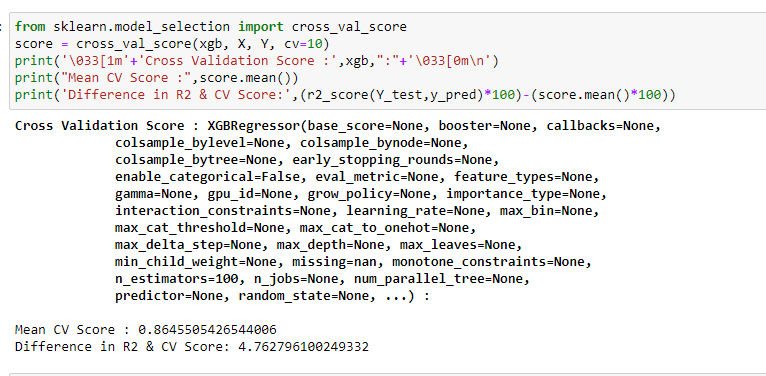 from sklearn.model_selection import cross_val_score
score = cross_val_score(xgb, X, Y, cv=10)
print('\033[1m'+'Cross Validation Score :',xgb,":"+'\033[0m\n')
print("Mean CV Score :",score.mean())
print('Difference in R2 & CV Score:',(r2_score(Y_test,y_pred)*100)-(score.mean()*100))
Cross Validation Score : XGBRegressor(base_score=None, booster=None, callbacks=None,
colsample_bylevel=None, colsample_bynode=None,
colsample_bytree=None, early_stopping_rounds=None,
enable_categorical=False, eval_metric=None, feature_types=None,
gamma=None, gpu_id=None, grow_policy=None, importance_type=None,
interaction_constraints=None, learning_rate=None, max_bin=None,
max_cat_threshold=None, max_cat_to_onehot=None,
max_delta_step=None, max_depth=None, max_leaves=None,
min_child_weight=None, missing=nan, monotone_constraints=None,
n_estimators=100, n_jobs=None, num_parallel_tree=None,
predictor=None, random_state=None, ...) :
Mean CV Score : 0.8645505426544006
Difference in R2 & CV Score: 4.762796100249332